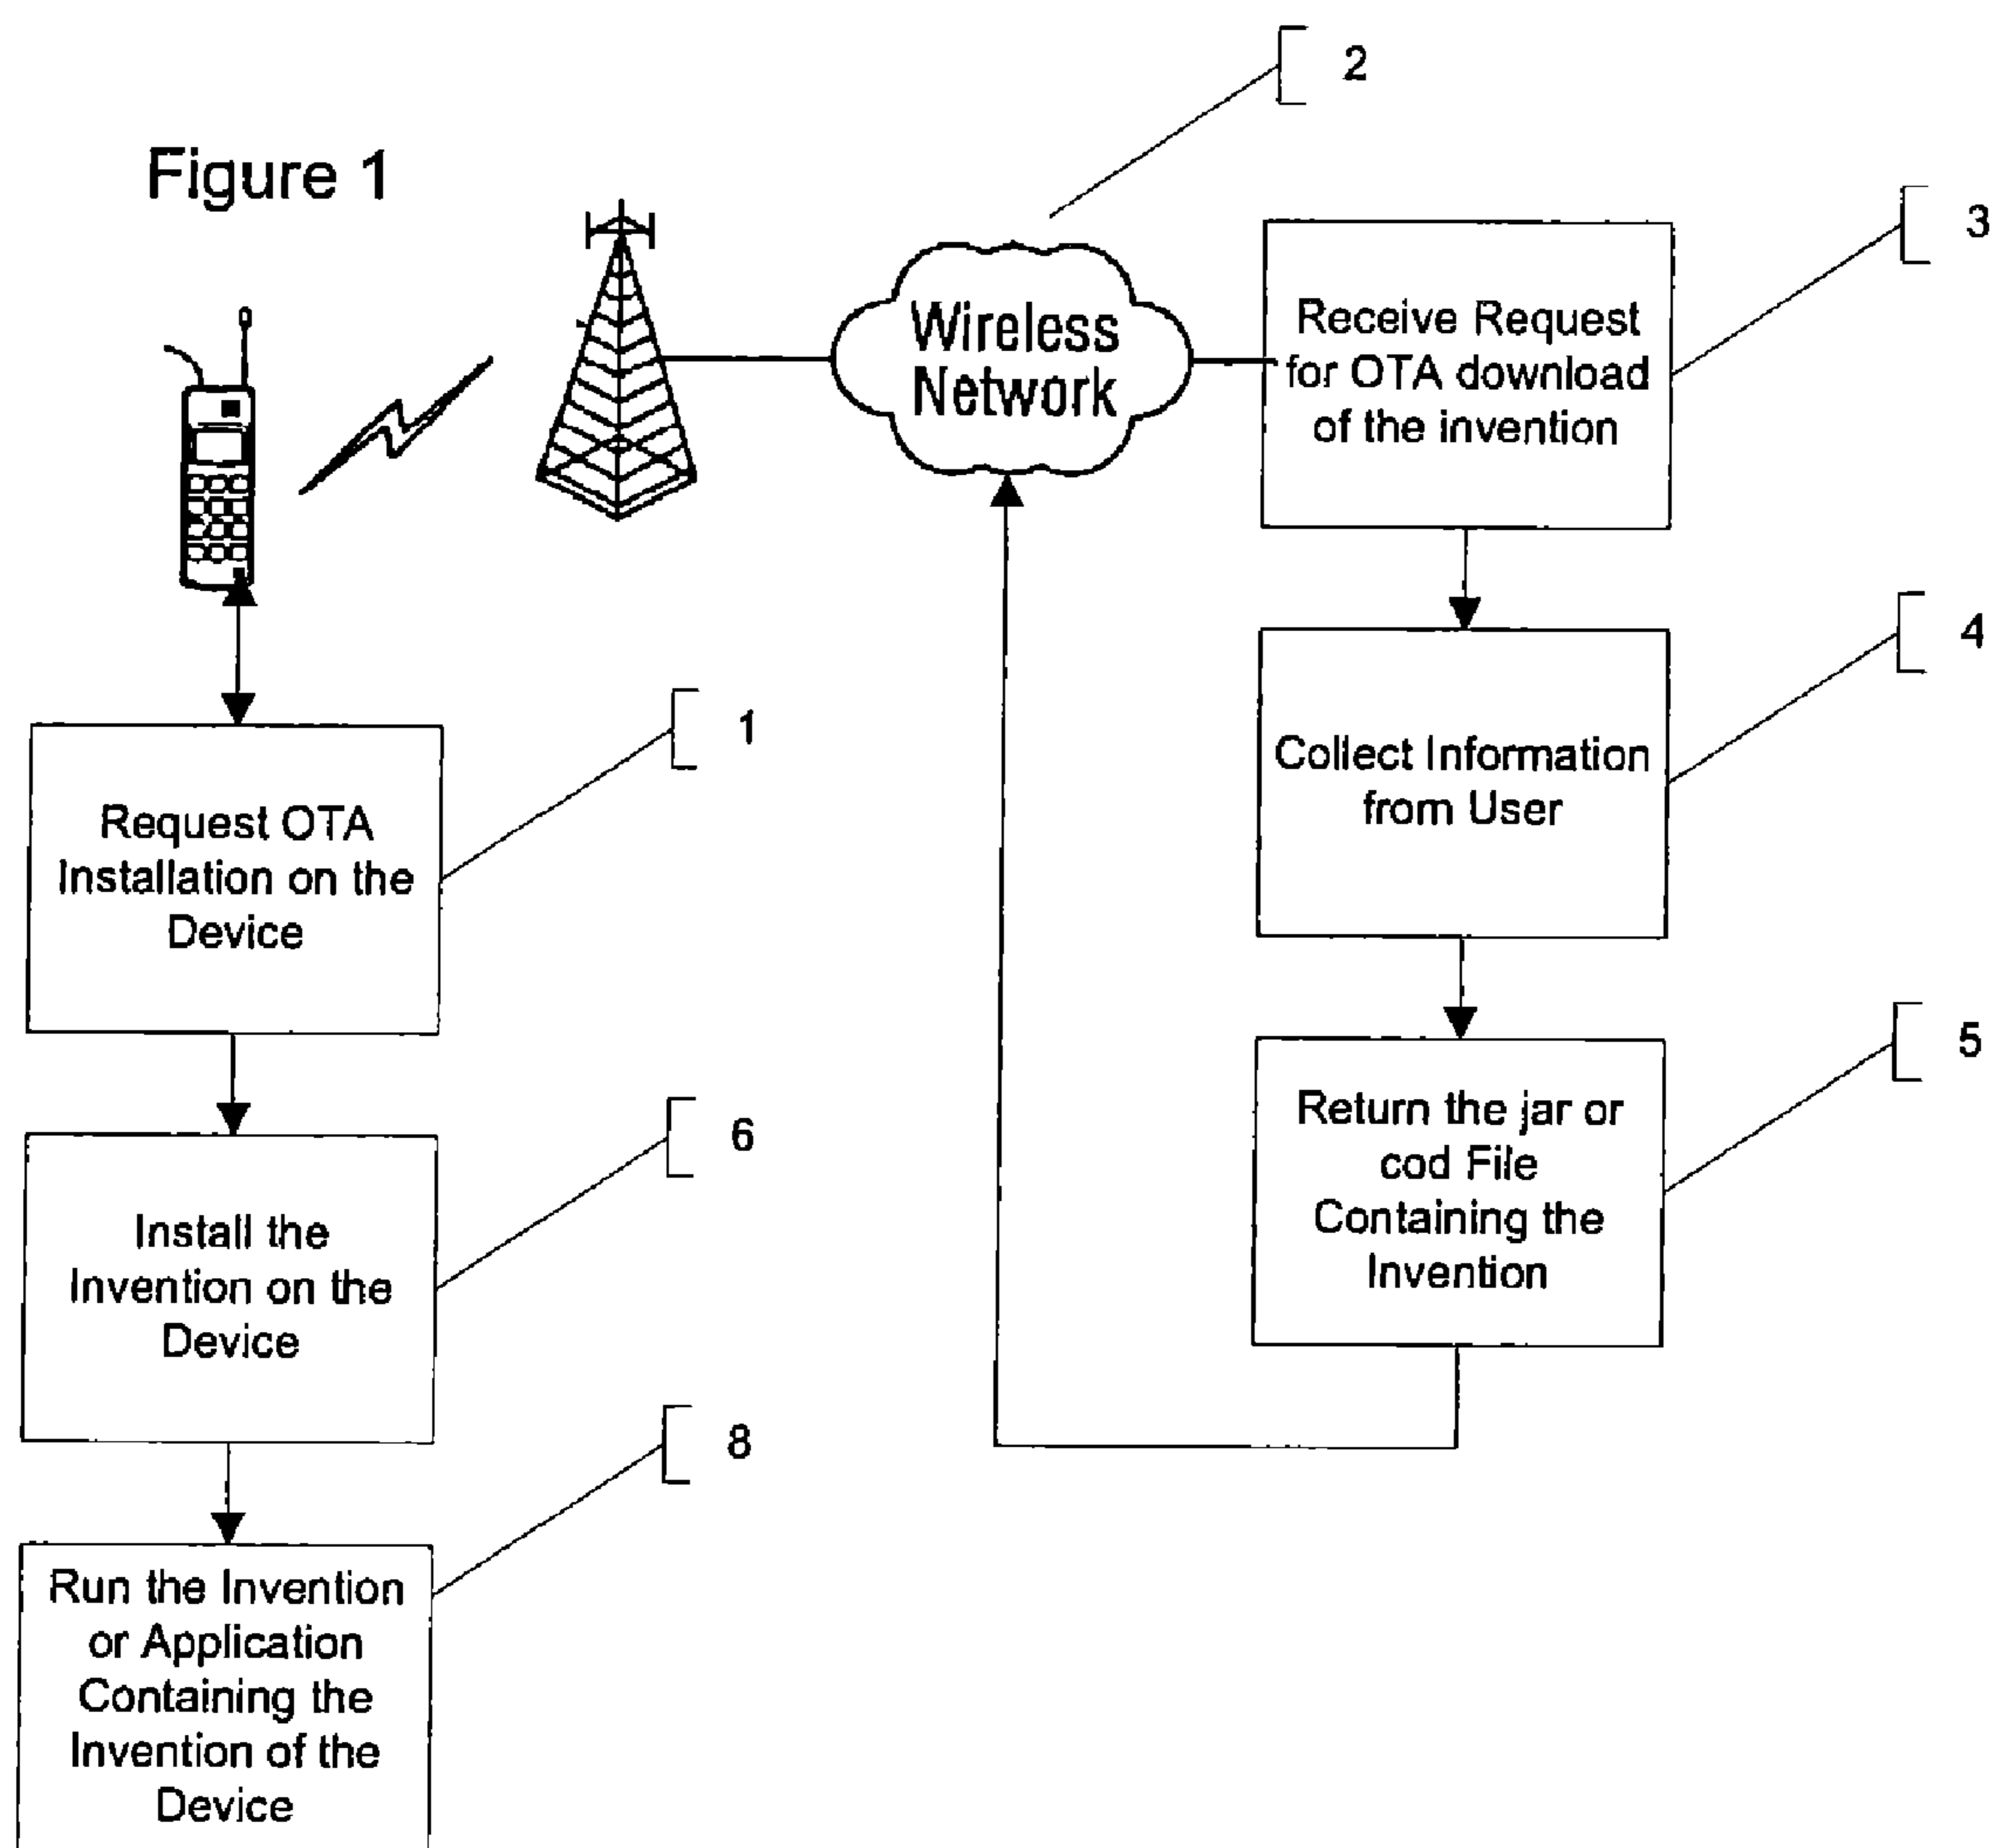 Figure 1
2
Wireless
Network
3
Receive Request
for OTA download
of the invention
4
Collect Information
from User
5
Return the jar or
cod File
Containing the
Invention
1
Request OTA
Installation on the
Device
6
Install the
Invention on the
Device
8
Run the Invention
or Application
Containing the
Invention of the
Device